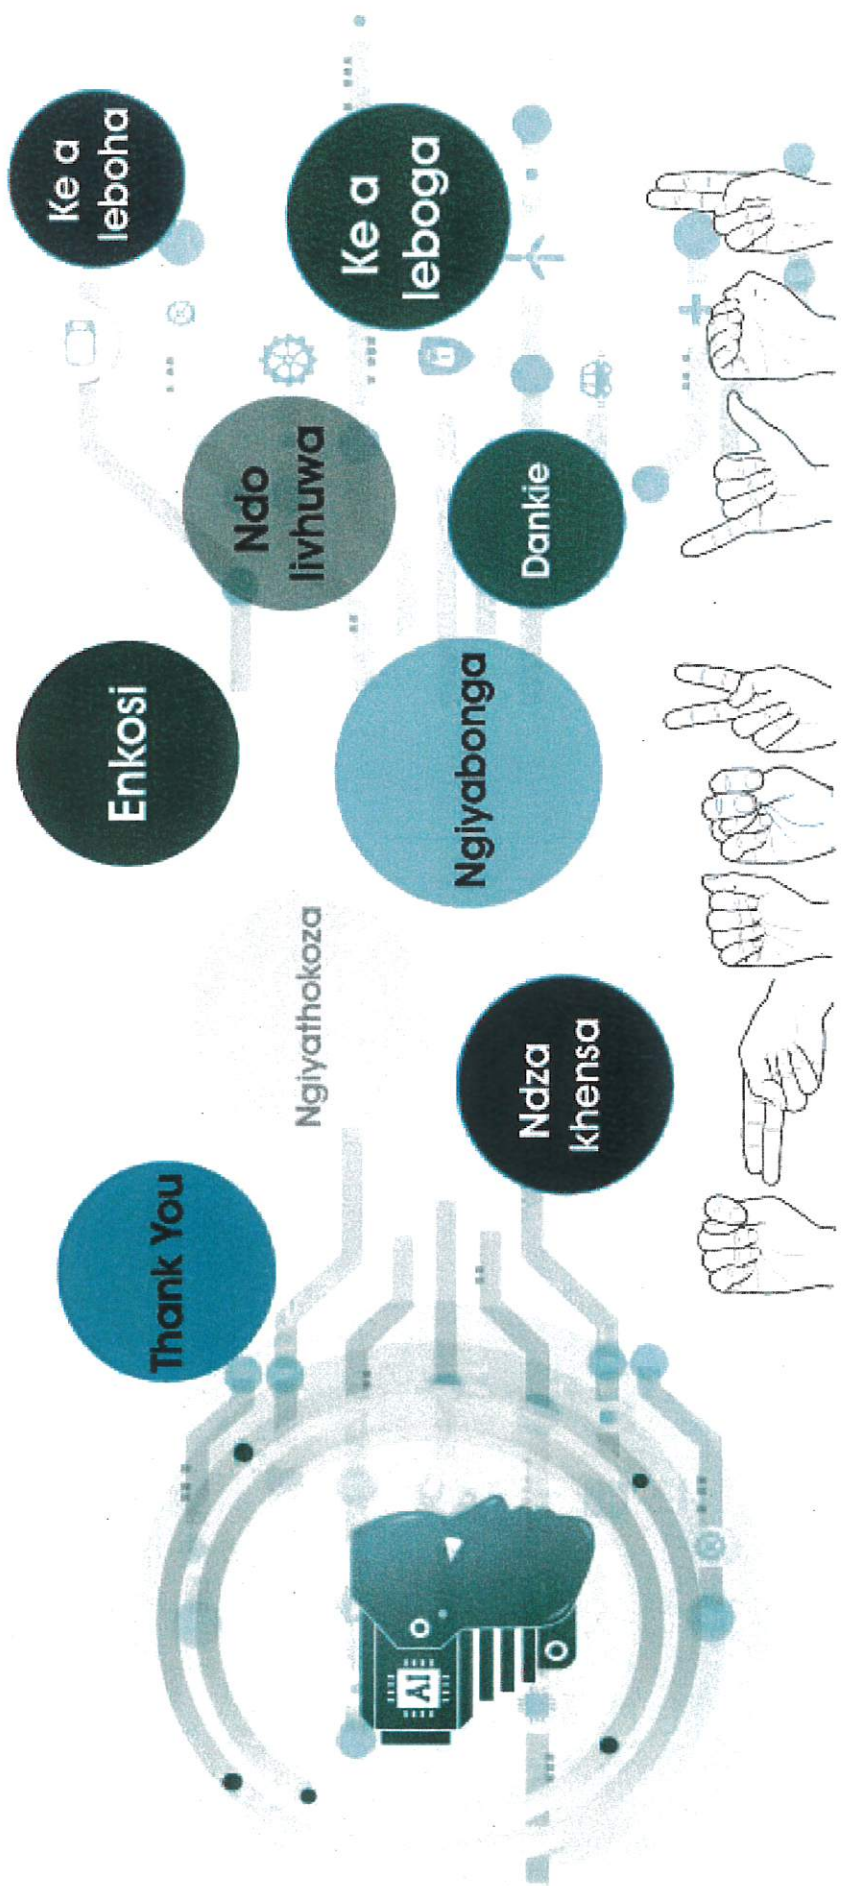 AI
Thank You
Ngiyathokoza
Ndza
khensa
Enkosi
Ngiyabonga
Ndo
livhuwa
Dankie
Ke a
leboha
Ke a
leboga